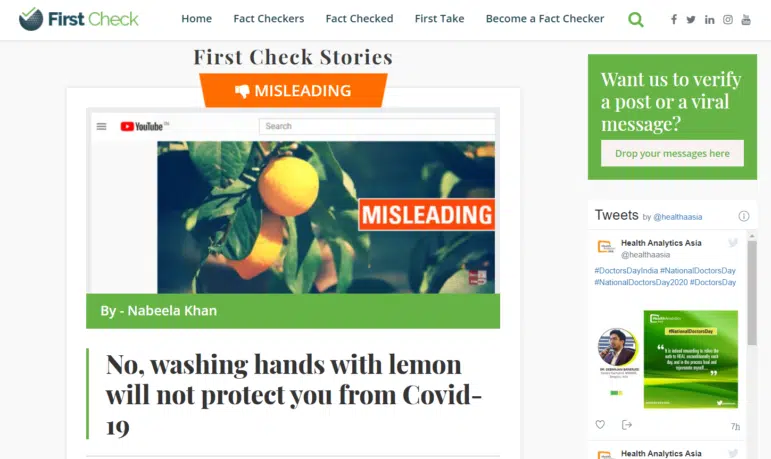 First Check
Home Fact Checkers Fact Checked First Take Become a Fact Checker
First Check Stories
MISLEADING
YouTube IN
Search
MISLEADING
By - Nabeela Khan
No, washing hands with lemon
will not protect you from Covid-
19
Want us to verify
a post or a viral
message?
Drop your messages here
Tweets by @healthaasia
Health Analytics Asia
@healthaasia
#DoctorsDayIndia #NationalDoctorsDay
#NationalDoctorsDay2020 #DoctorsDay
#NationalDoctorsDay
7h
Health Analytics Asia